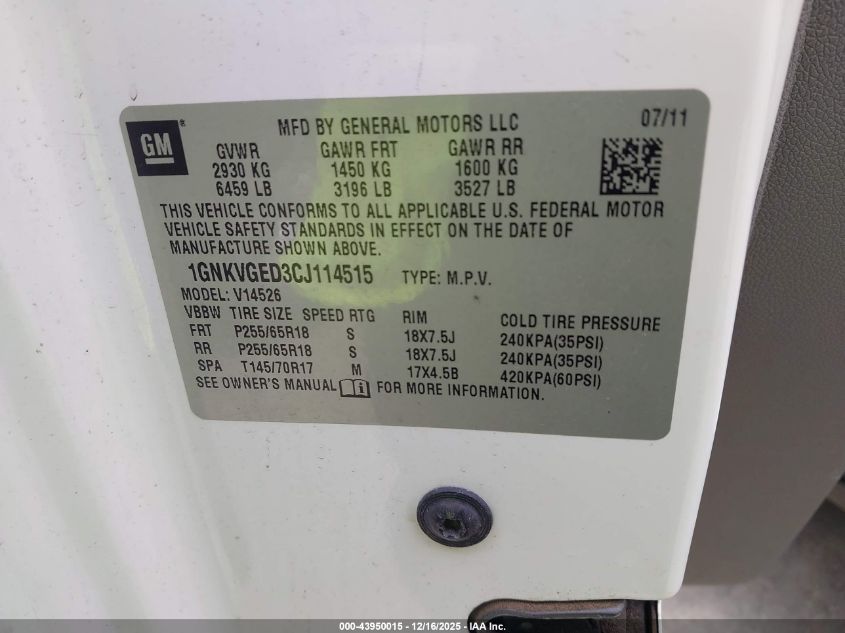 GM ®
MFD BY GENERAL MOTORS LLC 07/11
GVWR GAWR FRT GAWR RR
2930 KG 1450 KG 1600 KG
6459 LB 3196 LB 3527 LB
THIS VEHICLE CONFORMS TO ALL APPLICABLE U.S. FEDERAL MOTOR
VEHICLE SAFETY STANDARDS IN EFFECT ON THE DATE OF
MANUFACTURE SHOWN ABOVE.
1GNKVGED3CJ114515 TYPE: M.P.V.
MODEL: V14526
VBBW TIRE SIZE SPEED RTG RIM COLD TIRE PRESSURE
FRT P255/65R18 S 18X7.5J 240KPA(35PSI)
RR P255/65R18 S 18X7.5J 240KPA(35PSI)
SPA T145/70R17 M 17X4.5B 420KPA(60PSI)
SEE OWNER'S MANUAL i FOR MORE INFORMATION.
000-43950015 - 12/16/2025 - IAA Inc.